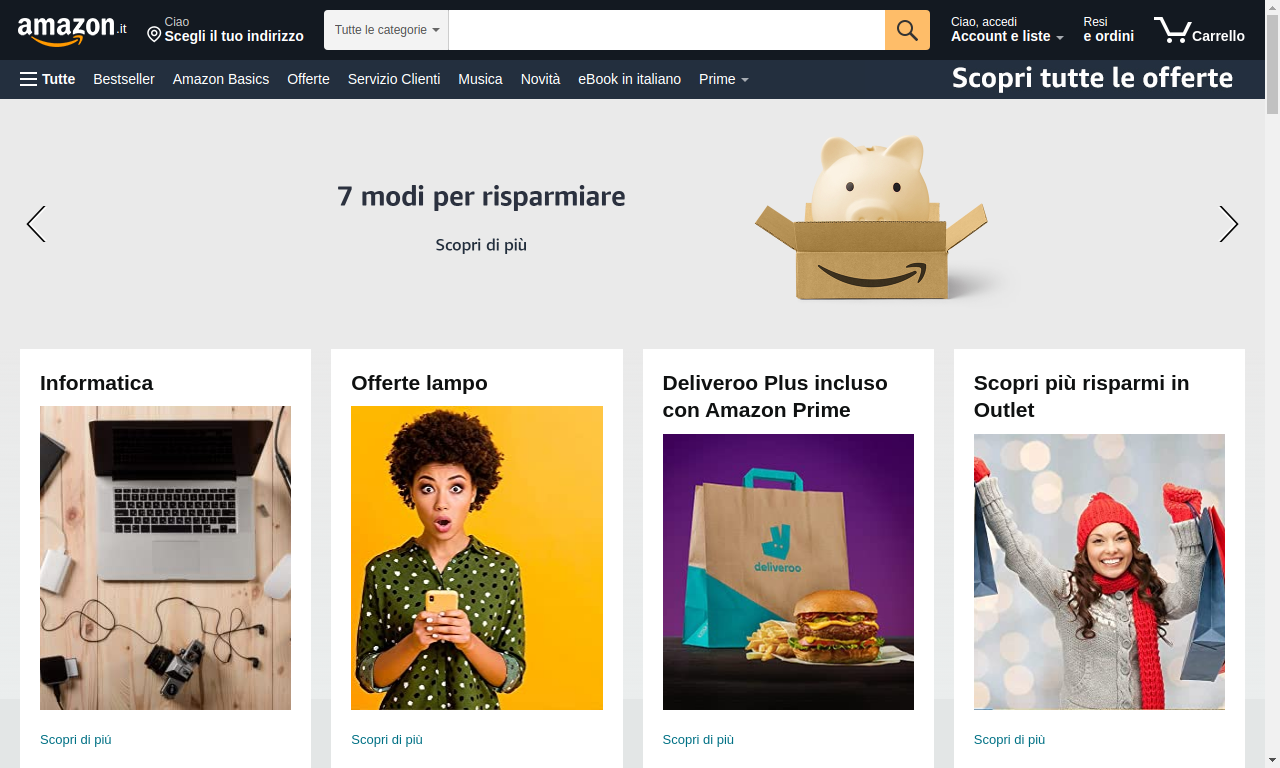 amazon.it
Ciao
Scegli il tuo indirizzo
Tutte le categorie
Ciao, accedi
Account e liste
Resi
e ordini
Carrello
Tutte
Bestseller
Amazon Basics
Offerte
Servizio Clienti
Musica
Novità
eBook in italiano
Prime
Scopri tutte le offerte
7 modi per risparmiare
Scopri di più
Informatica
Offerte lampo
Deliveroo Plus incluso
con Amazon Prime
Scopri più risparmi in
Outlet
deliveroo
Scopri di piú
Scopri di più
Scopri di più
Scopri di più